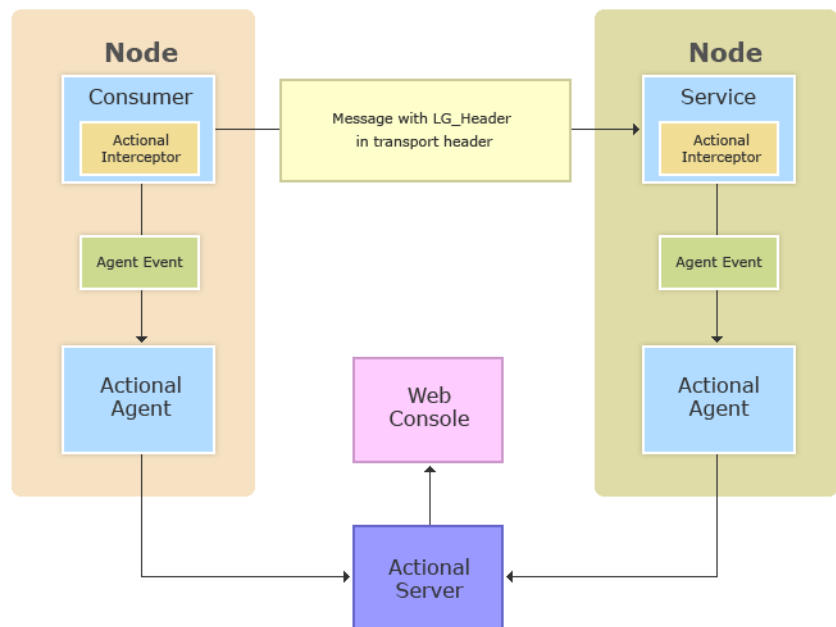 Node
Consumer
Actional
Interceptor
Agent Event
Actional
Agent
Message with LG_Header
in transport header
Node
Service
Actional
Interceptor
Agent Event
Actional
Agent
Web
Console
Actional
Server